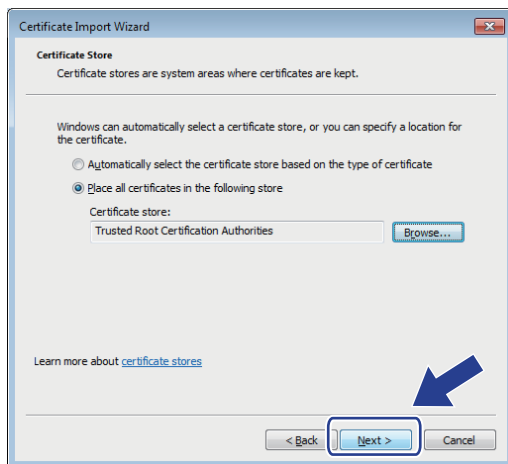 Certificate Import Wizard
Certificate Store
Certificate stores are system areas where certificates are kept.
Windows can automatically select a certificate store, or you can specify a location for
the certificate.
Automatically select the certificate store based on the type of certificate
Place all certificates in the following store
Certificate store:
Trusted Root Certification Authorities
Browse...
Learn more about certificate stores
< Back
Next >
Cancel